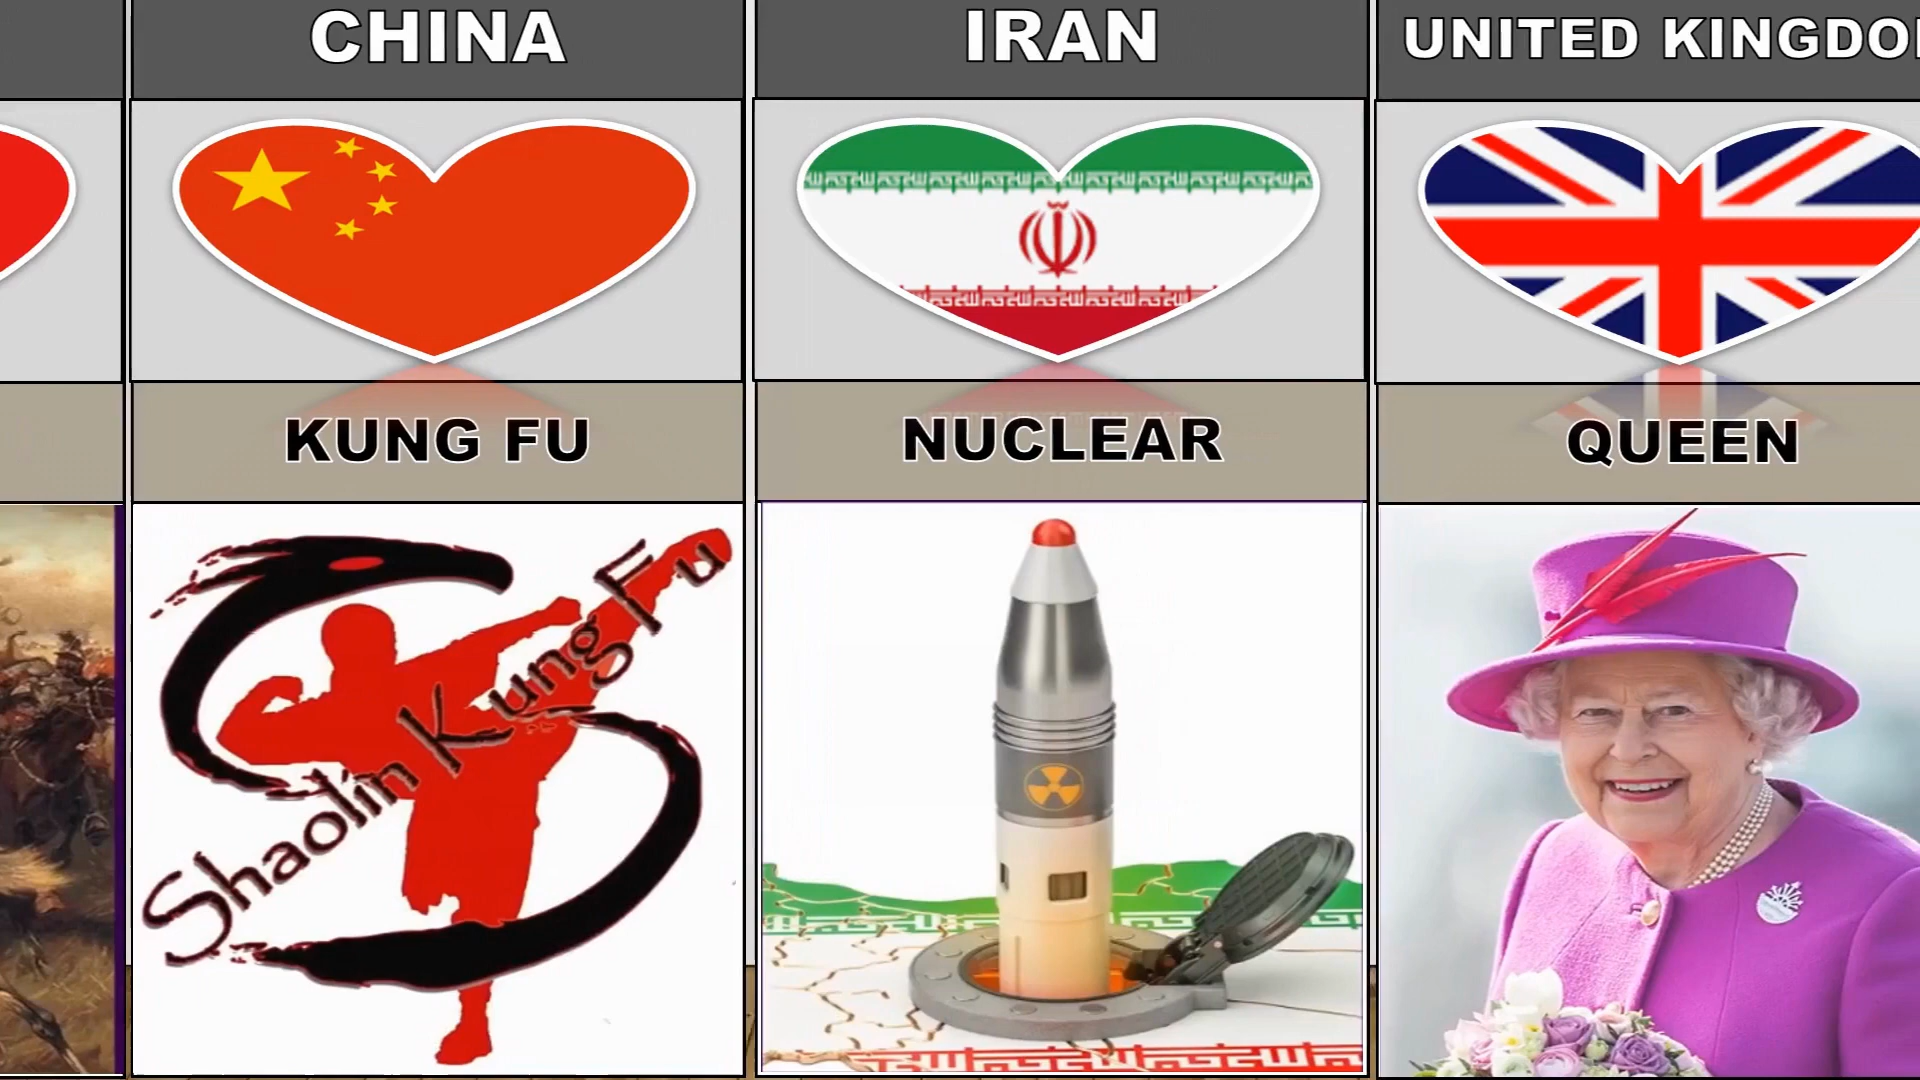 CHINA
IRAN
UNITED KINGDO
KUNG FU
NUCLEAR
QUEEN
Shaolin Kung Fu